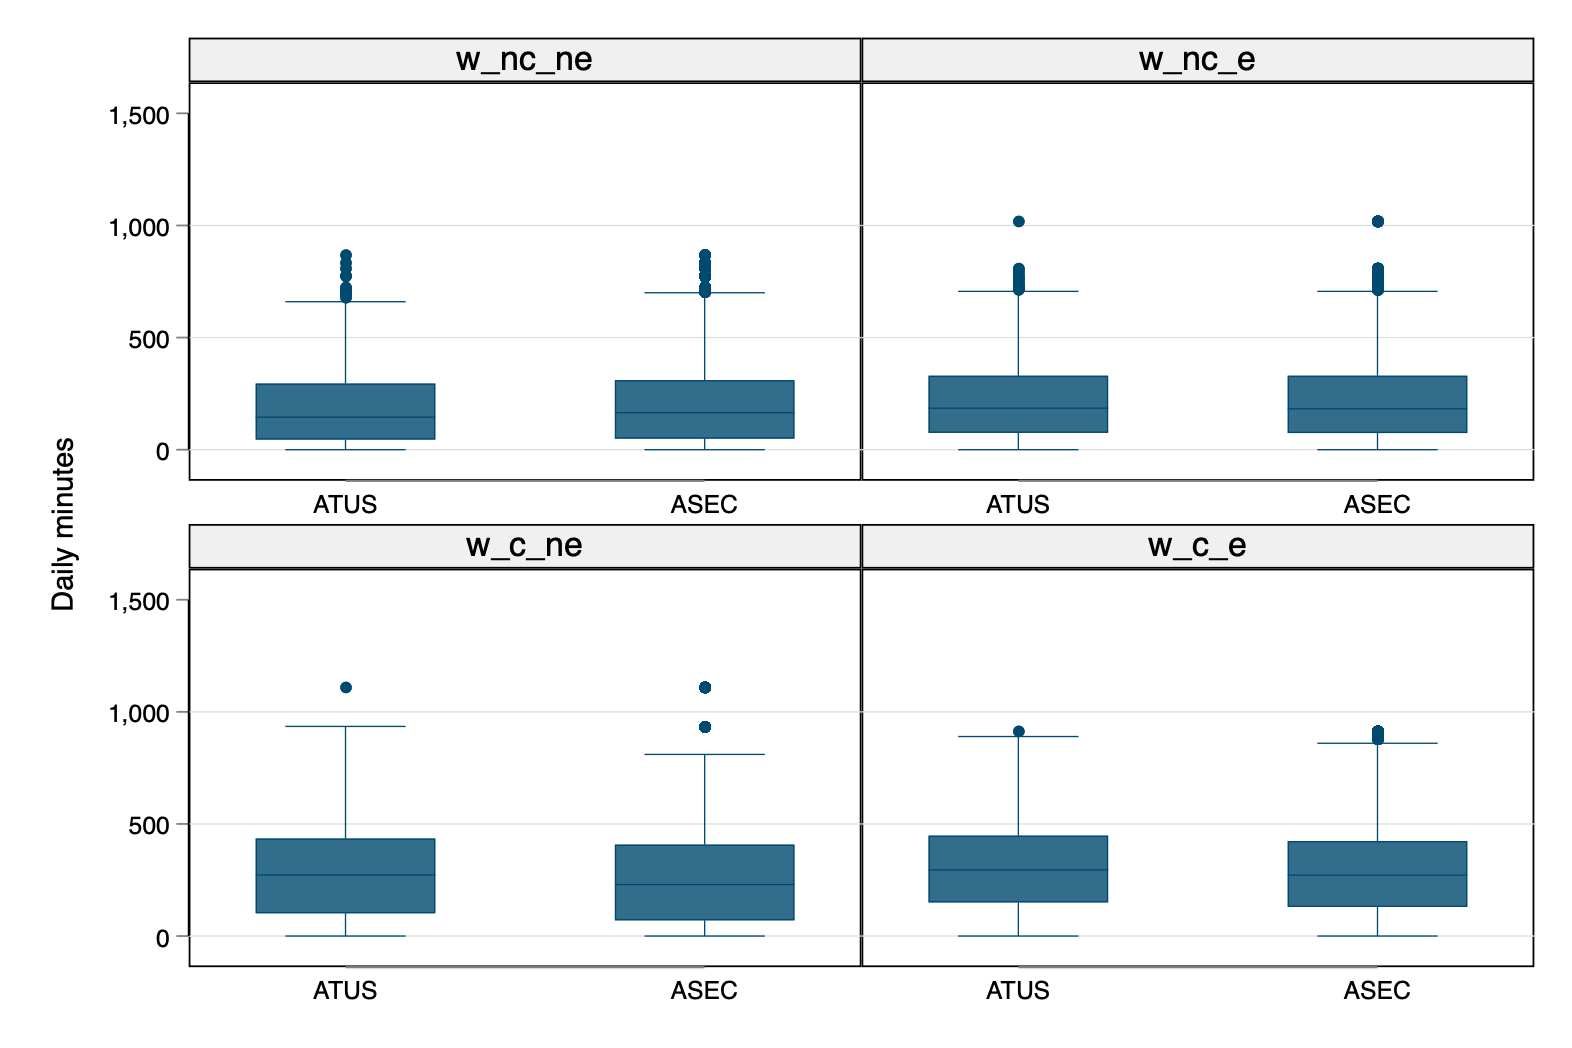 Daily minutes
w_nc_ne
w_nc_e
1,500
1,000
500
0
ATUS
ASEC
ATUS
ASEC
w_c_ne
w_c_e
1,500
1,000
500
0
ATUS
ASEC
ATUS
ASEC